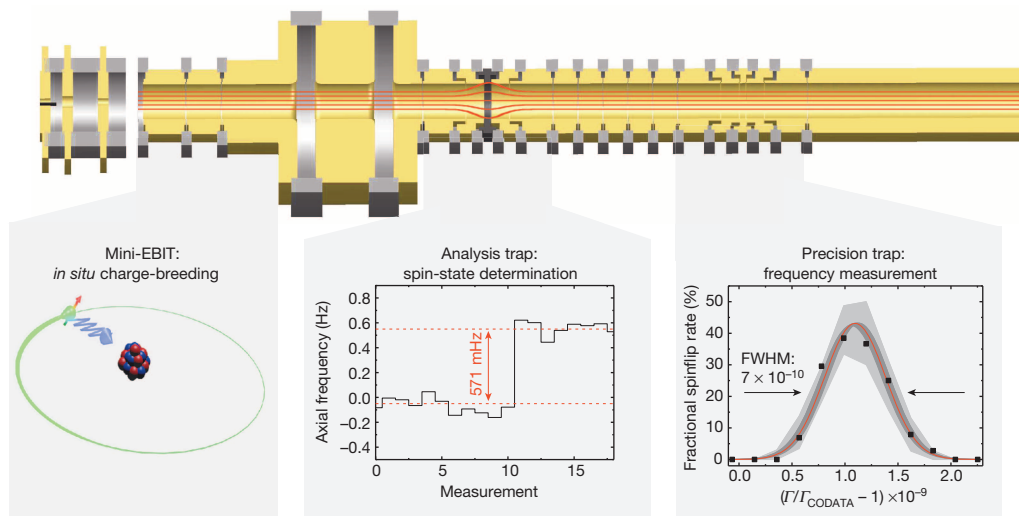 Mini-EBIT:
in situ charge-breeding
Analysis trap:
spin-state determination
Axial frequency (Hz)
0.8
0.6
0.4
0.2
0.0
−0.2
−0.4
571 mHz
0 5 10 15
Measurement
Precision trap:
frequency measurement
Fractional spinflip rate (%)
50
40
30
20
10
0
FWHM:
7 × 10⁻¹⁰
0.0 0.5 1.0 1.5 2.0
(Γ/Γ_CODATA − 1) ×10⁻⁹